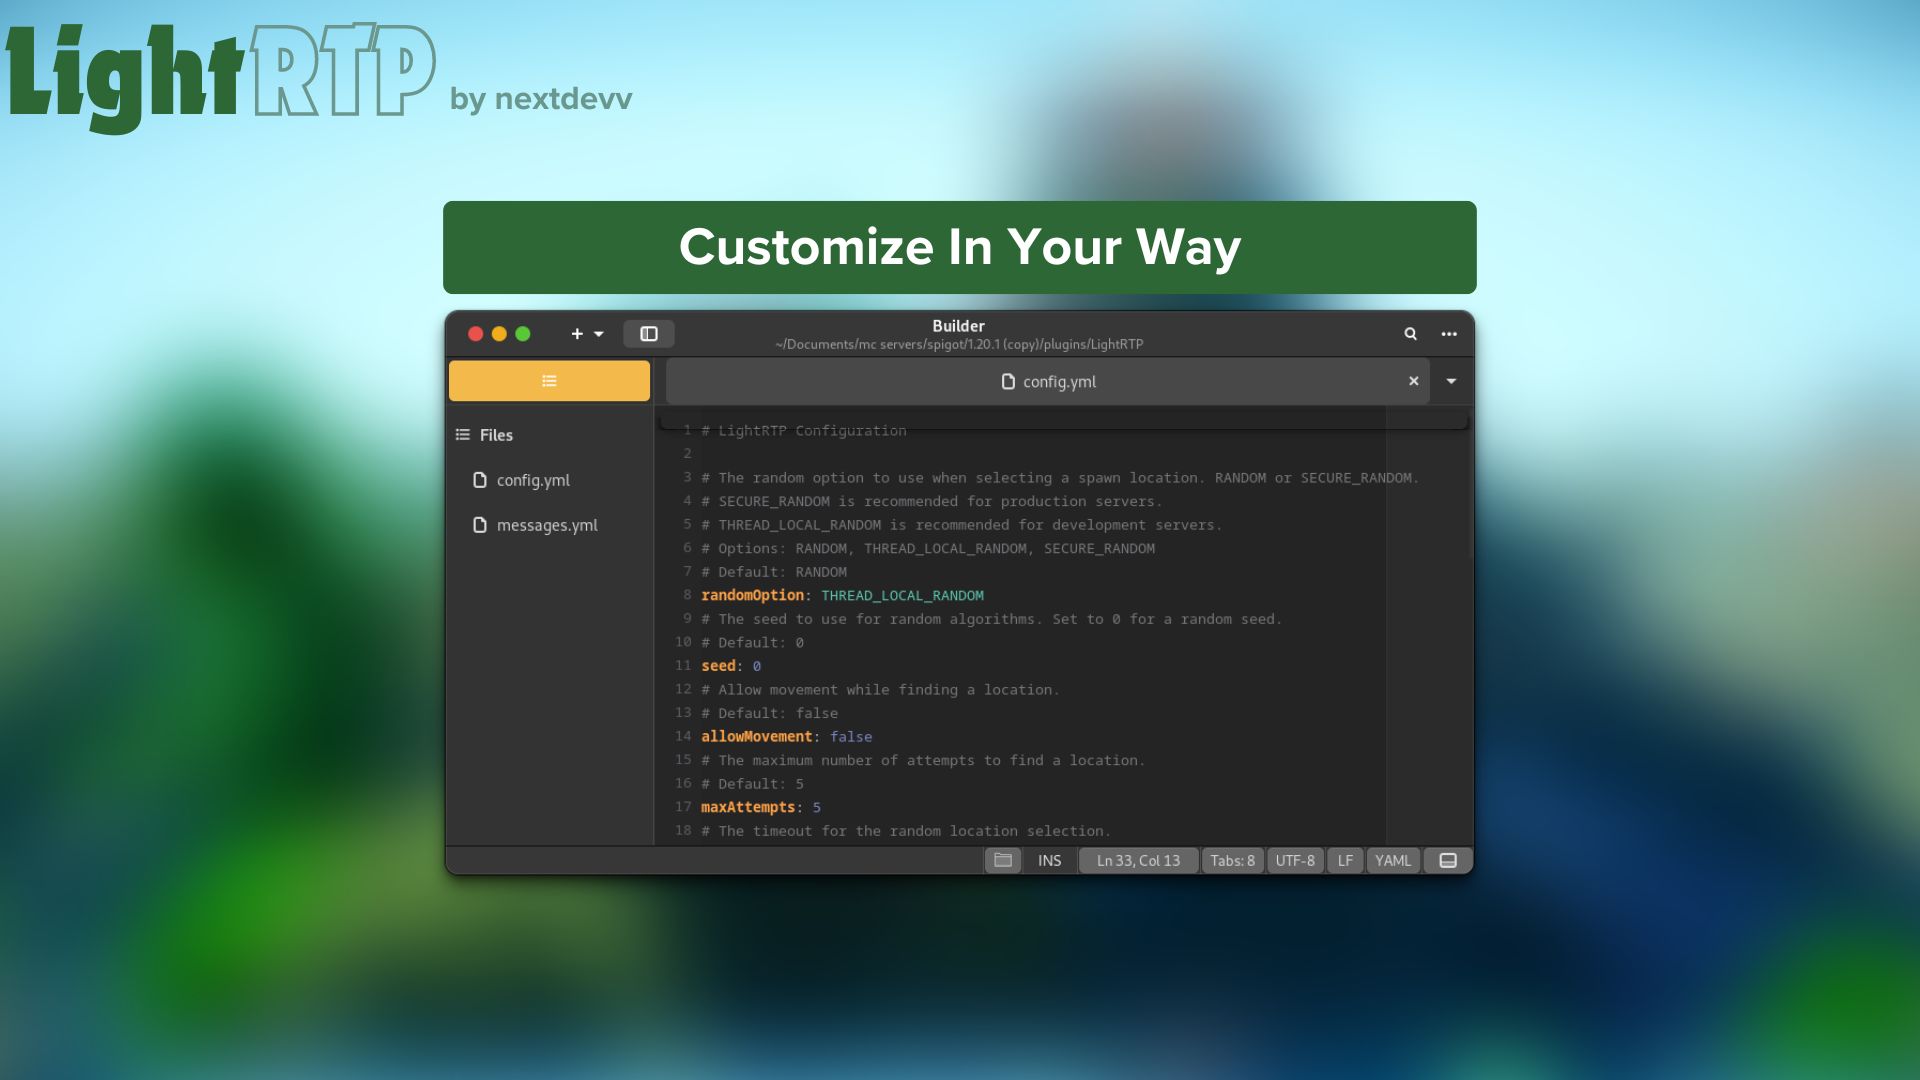 LightRTP by nextdevv
Customize In Your Way
Builder
~/Documents/mc servers/spigot/1.20.1 (copy)/plugins/LightRTP
config.yml
Files
config.yml
messages.yml
1 # LightRTP Configuration
2
3 # The random option to use when selecting a spawn location. RANDOM or SECURE_RANDOM.
4 # SECURE_RANDOM is recommended for production servers.
5 # THREAD_LOCAL_RANDOM is recommended for development servers.
6 # Options: RANDOM, THREAD_LOCAL_RANDOM, SECURE_RANDOM
7 # Default: RANDOM
8 randomOption: THREAD_LOCAL_RANDOM
9 # The seed to use for random algorithms. Set to 0 for a random seed.
10 # Default: 0
11 seed: 0
12 # Allow movement while finding a location.
13 # Default: false
14 allowMovement: false
15 # The maximum number of attempts to find a location.
16 # Default: 5
17 maxAttempts: 5
18 # The timeout for the random location selection.
INS Ln 33, Col 13 Tabs: 8 UTF-8 LF YAML